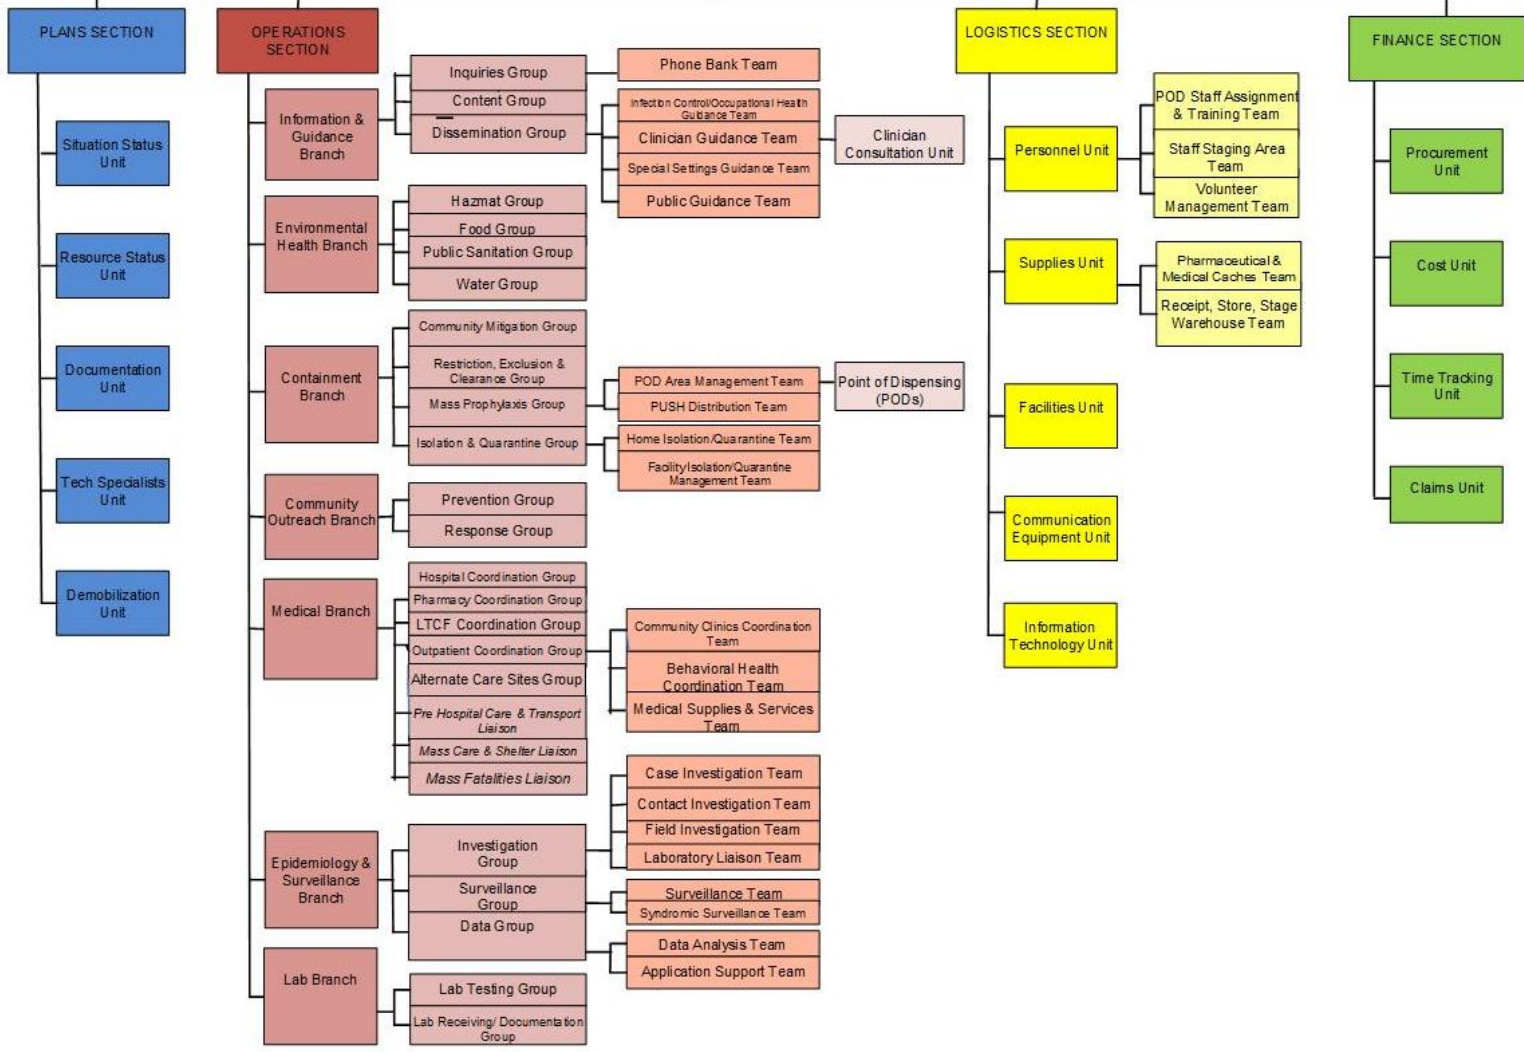 PLANS SECTION
Situation Status
Unit
Resource Status
Unit
Documentation
Unit
Tech Specialists
Unit
Demobilization
Unit
OPERATIONS
SECTION
Information &
Guidance
Branch
Inquiries Group
Content Group
Dissemination Group
Phone Bank Team
Infection Control/Occupational Health
Guidance Team
Clinician Guidance Team
Special Settings Guidance Team
Public Guidance Team
Clinician
Consultation Unit
Environmental
Health Branch
Hazmat Group
Food Group
Public Sanitation Group
Water Group
Containment
Branch
Community Mitigation Group
Restriction, Exclusion &
Clearance Group
Mass Prophylaxis Group
Isolation & Quarantine Group
POD Area Management Team
PUSH Distribution Team
Home Isolation/Quarantine Team
Facility Isolation/Quarantine
Management Team
Point of Dispensing
(PODs)
Community
Outreach Branch
Prevention Group
Response Group
Medical Branch
Hospital Coordination Group
Pharmacy Coordination Group
LTCF Coordination Group
Outpatient Coordination Group
Alternate Care Sites Group
Pre Hospital Care & Transport
Liaison
Mass Care & Shelter Liaison
Mass Fatalities Liaison
Community Clinics Coordination
Team
Behavioral Health
Coordination Team
Medical Supplies & Services
Team
Epidemiology &
Surveillance
Branch
Investigation
Group
Surveillance
Group
Data Group
Case Investigation Team
Contact Investigation Team
Field Investigation Team
Laboratory Liaison Team
Surveillance Team
Syndromic Surveillance Team
Data Analysis Team
Application Support Team
Lab Branch
Lab Testing Group
Lab Receiving/ Documentation
Group
LOGISTICS SECTION
Personnel Unit
POD Staff Assignment
& Training Team
Staff Staging Area
Team
Volunteer
Management Team
Supplies Unit
Pharmaceutical &
Medical Caches Team
Receipt, Store, Stage
Warehouse Team
Facilities Unit
Communication
Equipment Unit
Information
Technology Unit
FINANCE SECTION
Procurement
Unit
Cost Unit
Time Tracking
Unit
Claims Unit